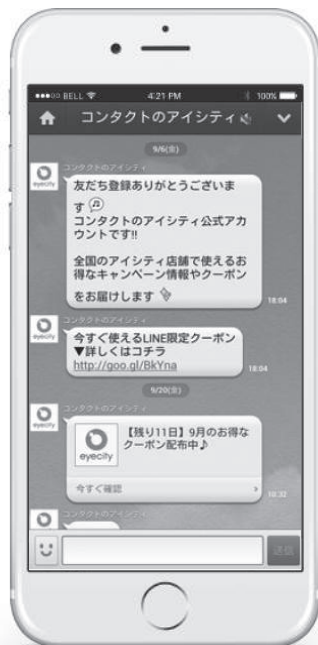 BELL 4:21 PM 100%
コンタクトのアイシティ
9/6(金)
コンタクトのアイシティ
eyecity
友だち登録ありがとうございま
す
コンタクトのアイシティ公式アカ
ウントです!!
全国のアイシティ店舗で使えるお
得なキャンペーン情報やクーポン
をお届けします
18:04
コンタクトのアイシティ
eyecity
今すぐ使えるLINE限定クーポン
▼詳しくはコチラ
http://goo.gl/BkYna
18:04
9/20(金)
コンタクトのアイシティ
eyecity
eyecity
【残り11日】9月のお得な
クーポン配布中♪
今すぐ確認
10:32
コンタクトのアイシティ
送信